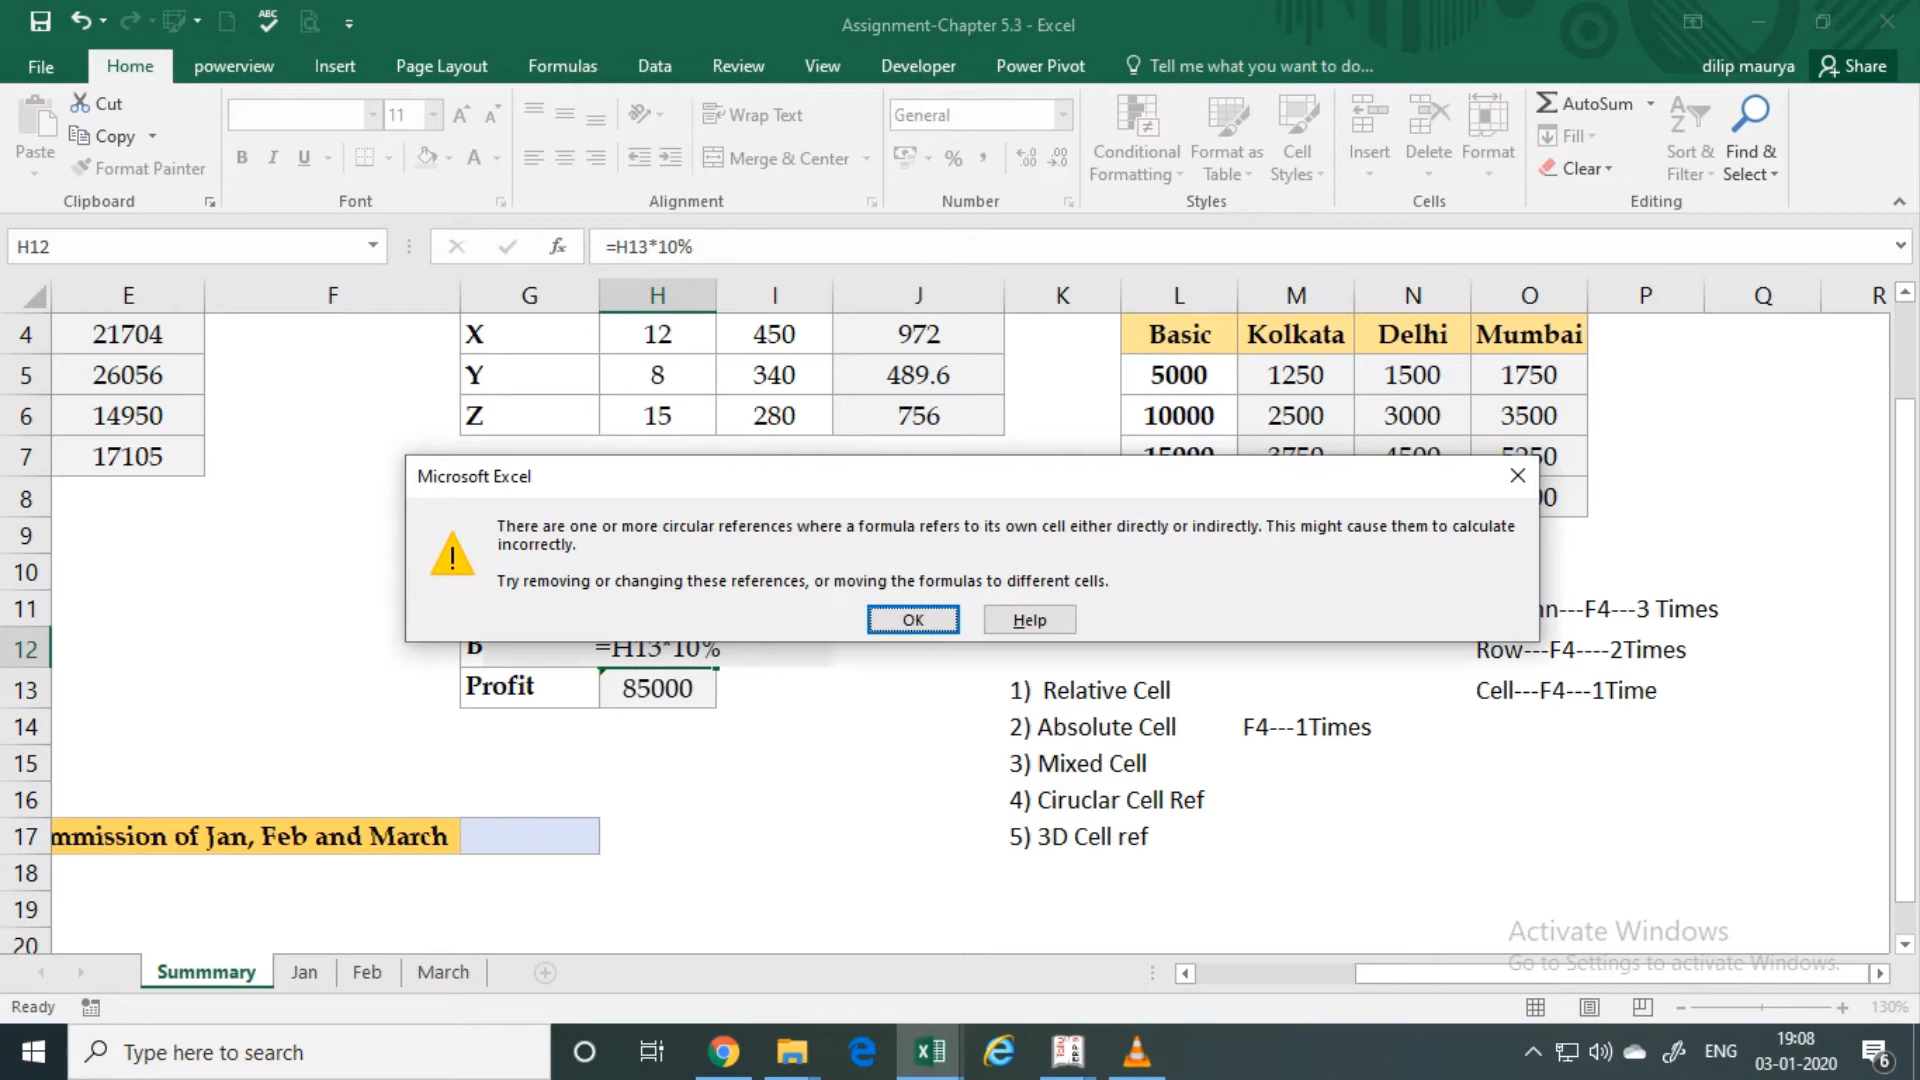 ABC
Assignment-Chapter 5.3 - Excel
File Home powerview Insert Page Layout Formulas Data Review View Developer Power Pivot Tell me what you want to do... dilip maurya Share
Paste Cut Copy Format Painter
11
B I U A
Wrap Text
Merge & Center
General
%
Conditional Formatting
Format as Table
Cell Styles
Insert Delete Format
AutoSum
Fill
Clear
Sort & Filter
Find & Select
Clipboard Font Alignment Number Styles Cells Editing
H12 fx =H13*10%
E F G H I J K L M N O P Q R
4 21704 X 12 450 972 Basic Kolkata Delhi Mumbai
5 26056 Y 8 340 489.6 5000 1250 1500 1750
6 14950 Z 15 280 756 10000 2500 3000 3500
7 17105 15000 3750 4500 5250
8
9
10
11 F4---3 Times
12 B =H13*10% Row---F4----2Times
13 Profit 85000 1) Relative Cell Cell---F4---1Time
14 2) Absolute Cell F4---1Times
15 3) Mixed Cell
16 4) Ciruclar Cell Ref
17 mmission of Jan, Feb and March 5) 3D Cell ref
18
19
20
Microsoft Excel
There are one or more circular references where a formula refers to its own cell either directly or indirectly. This might cause them to calculate
incorrectly.
Try removing or changing these references, or moving the formulas to different cells.
OK Help
Activate Windows
Go to Settings to activate Windows.
Summmary Jan Feb March
Ready 130%
Type here to search
ENG
19:08
03-01-2020
6